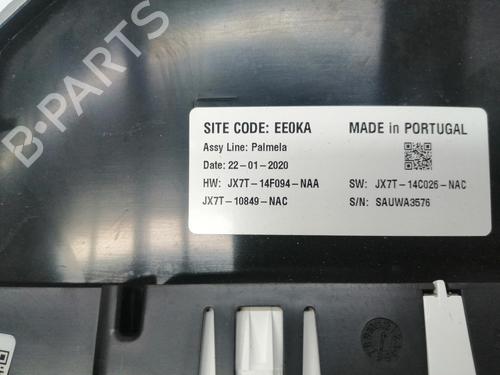 B-PARTS
SITE CODE: EE0KA
MADE in PORTUGAL
Assy Line: Palmela
Date: 22-01-2020
HW: JX7T-14F094-NAA
SW: JX7T-14C026-NAC
JX7T-10849-NAC
S/N: SAUWA3576